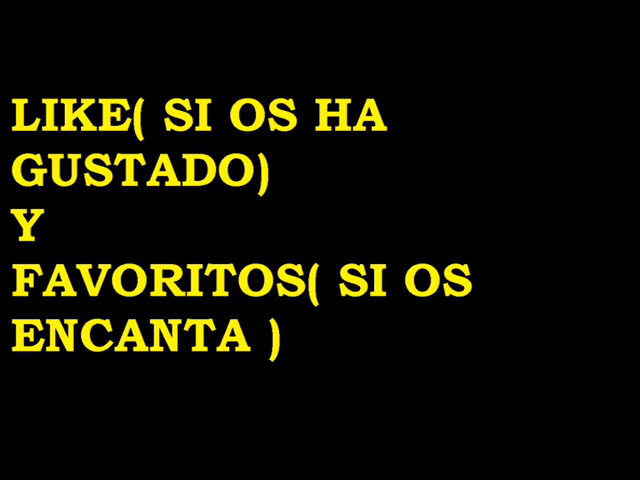 LIKE( SI OS HA
GUSTADO)
Y
FAVORITOS( SI OS
ENCANTA )